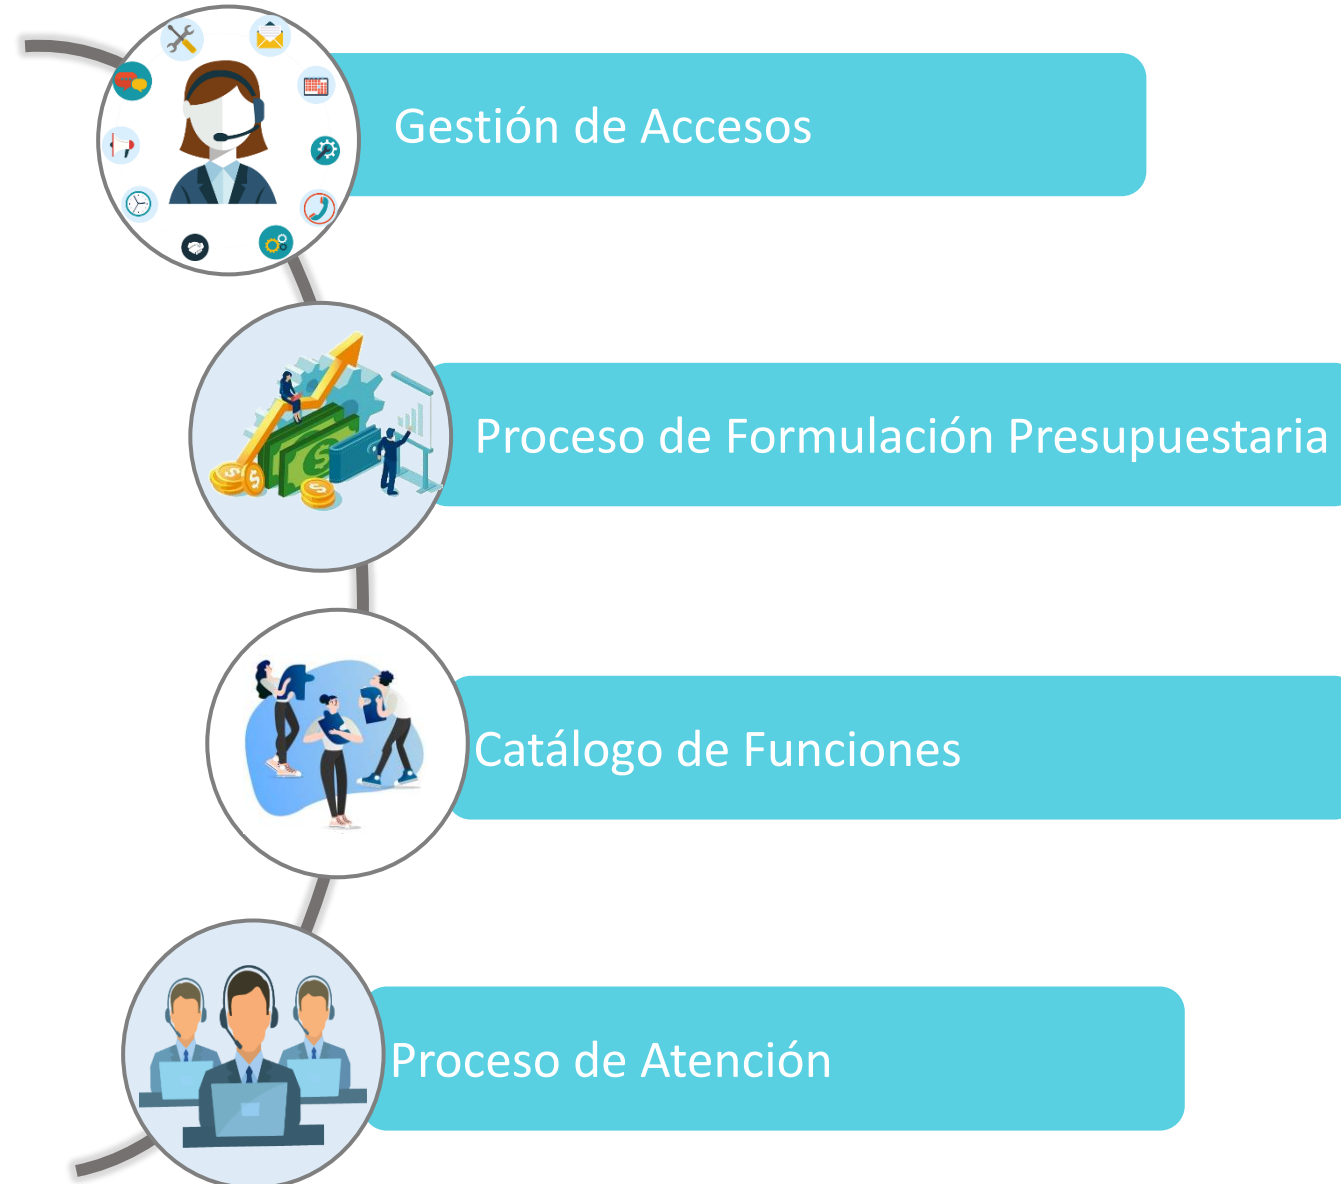 Gestión de Accesos
Proceso de Formulación Presupuestaria
Catálogo de Funciones
Proceso de Atención